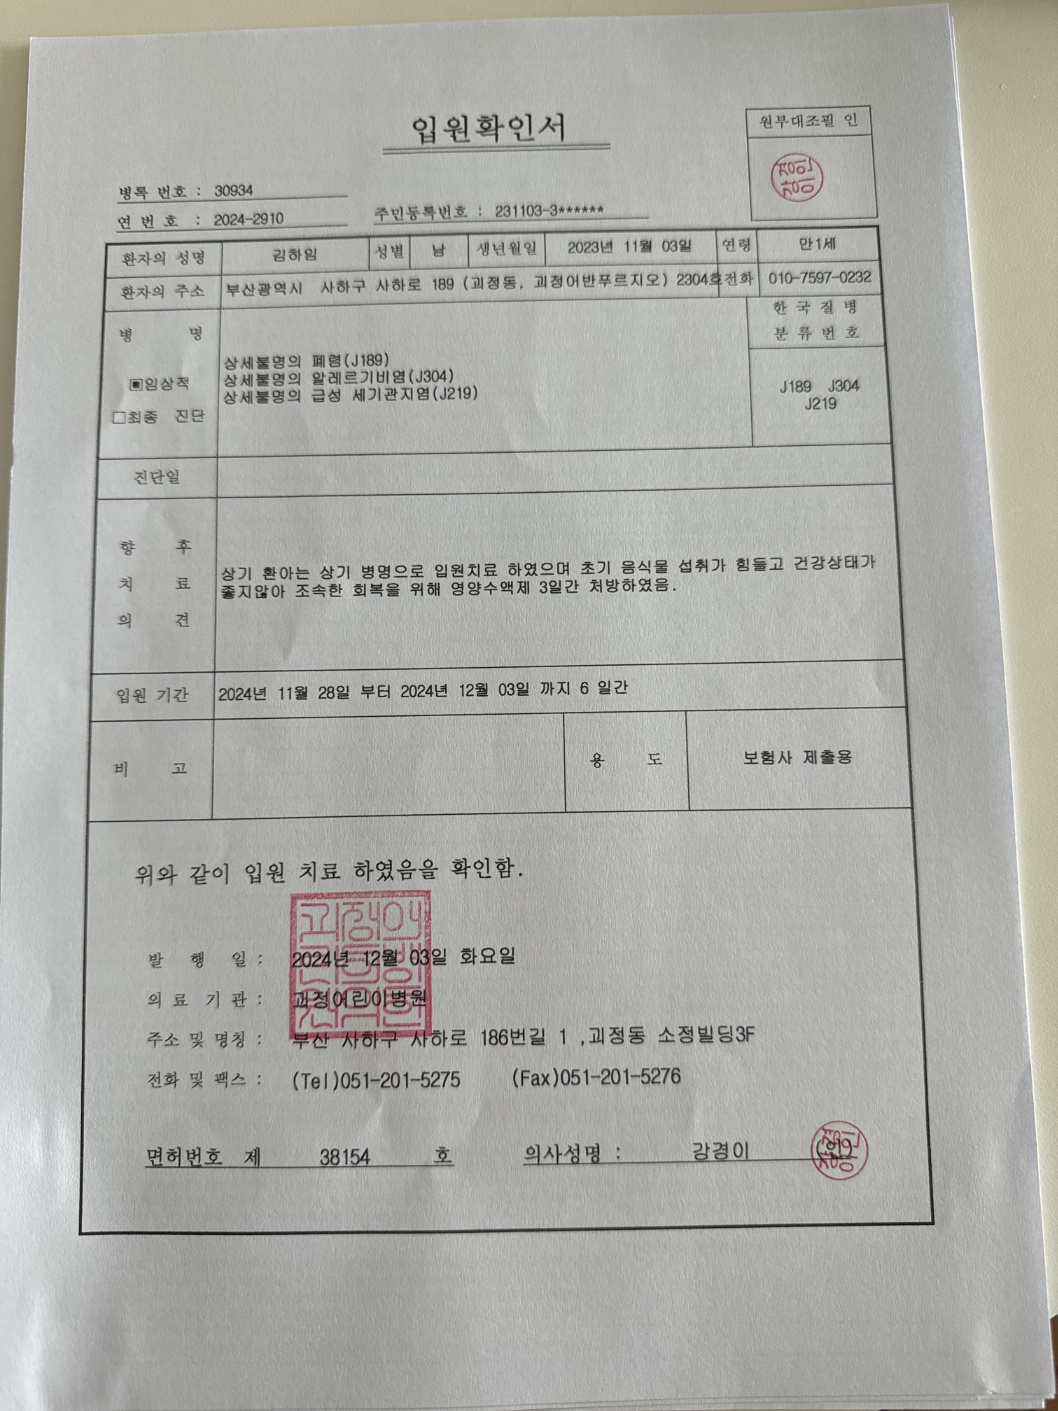 입원확인서
원부대조필 인
병록 번호 : 30934
연 번 호 : 2024-2910
주민등록번호 : 231103-3******
환자의 성명 김하임 성별 남 생년월일 2023년 11월 03일 연령 만1세
환자의 주소 부산광역시 사하구 사하로 189 (괴정동, 괴정어반푸르지오) 2304호 전화 010-7597-0232
병 명
한 국 질 병
분 류 번 호
▣임상적
□최종 진단
상세불명의 폐렴(J189)
상세불명의 알레르기비염(J304)
상세불명의 급성 세기관지염(J219)
J189 J304
J219
진단일
향 후
치 료
의 견
상기 환아는 상기 병명으로 입원치료 하였으며 초기 음식물 섭취가 힘들고 건강상태가
좋지않아 조속한 회복을 위해 영양수액제 3일간 처방하였음.
입원 기간 2024년 11월 28일 부터 2024년 12월 03일 까지 6 일간
비 고 용 도 보험사 제출용
위와 같이 입원 치료 하였음을 확인함.
발 행 일 : 2024년 12월 03일 화요일
의 료 기 관 : 괴정어린이병원
주소 및 명칭 : 부산 사하구 사하로 186번길 1 ,괴정동 소정빌딩3F
전화 및 팩스 : (Tel)051-201-5275 (Fax)051-201-5276
면허번호 제 38154 호 의사성명 : 강경이 (인)